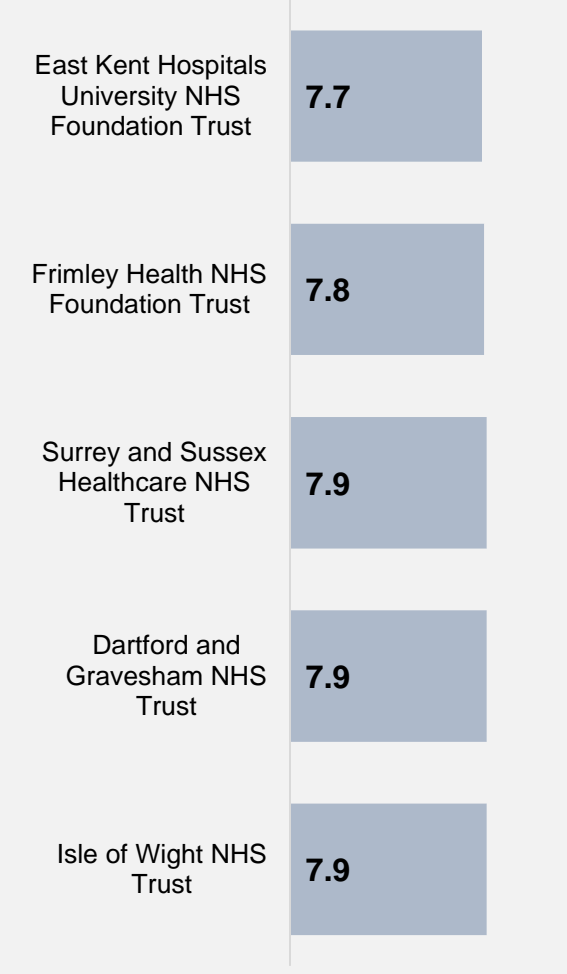 East Kent Hospitals
University NHS
Foundation Trust
7.7
Frimley Health NHS
Foundation Trust
7.8
Surrey and Sussex
Healthcare NHS
Trust
7.9
Dartford and
Gravesham NHS
Trust
7.9
Isle of Wight NHS
Trust
7.9